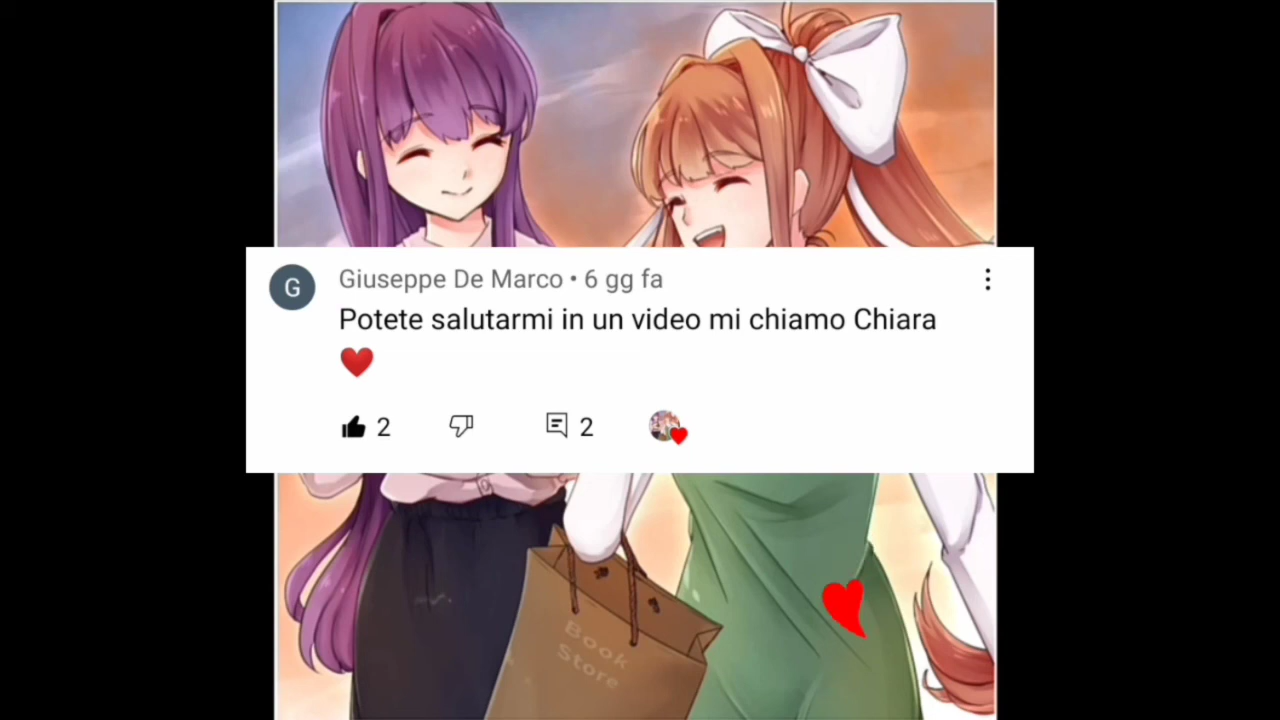 G
Giuseppe De Marco • 6 gg fa
Potete salutarmi in un video mi chiamo Chiara
❤️
2
2
Book
Store